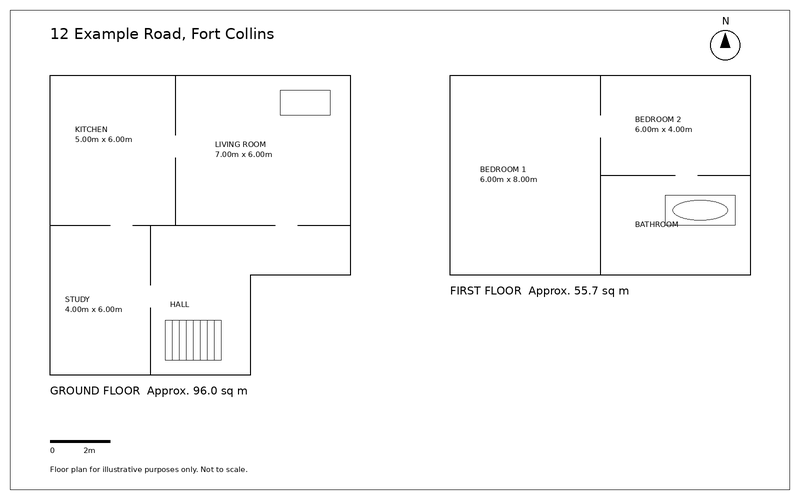 12 Example Road, Fort Collins
N
KITCHEN
5.00m x 6.00m
LIVING ROOM
7.00m x 6.00m
STUDY
4.00m x 6.00m
HALL
GROUND FLOOR  Approx. 96.0 sq m
BEDROOM 1
6.00m x 8.00m
BEDROOM 2
6.00m x 4.00m
BATHROOM
FIRST FLOOR  Approx. 55.7 sq m
0 2m
Floor plan for illustrative purposes only. Not to scale.